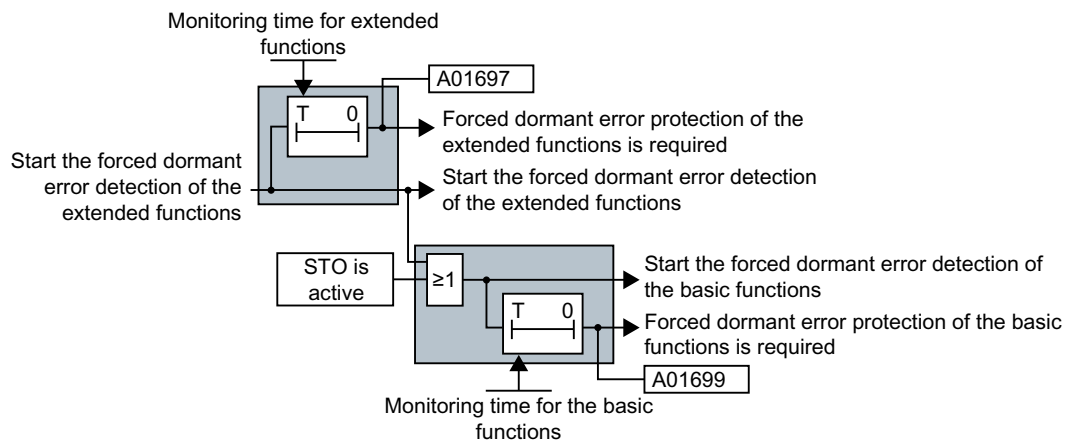 Monitoring time for extended
functions
A01697
T 0
Forced dormant error protection of the
extended functions is required
Start the forced dormant
error detection of the
extended functions
Start the forced dormant error detection
of the extended functions
STO is
active
≥1
Start the forced dormant error detection of
the basic functions
T 0
Forced dormant error protection of the basic
functions is required
A01699
Monitoring time for the basic
functions